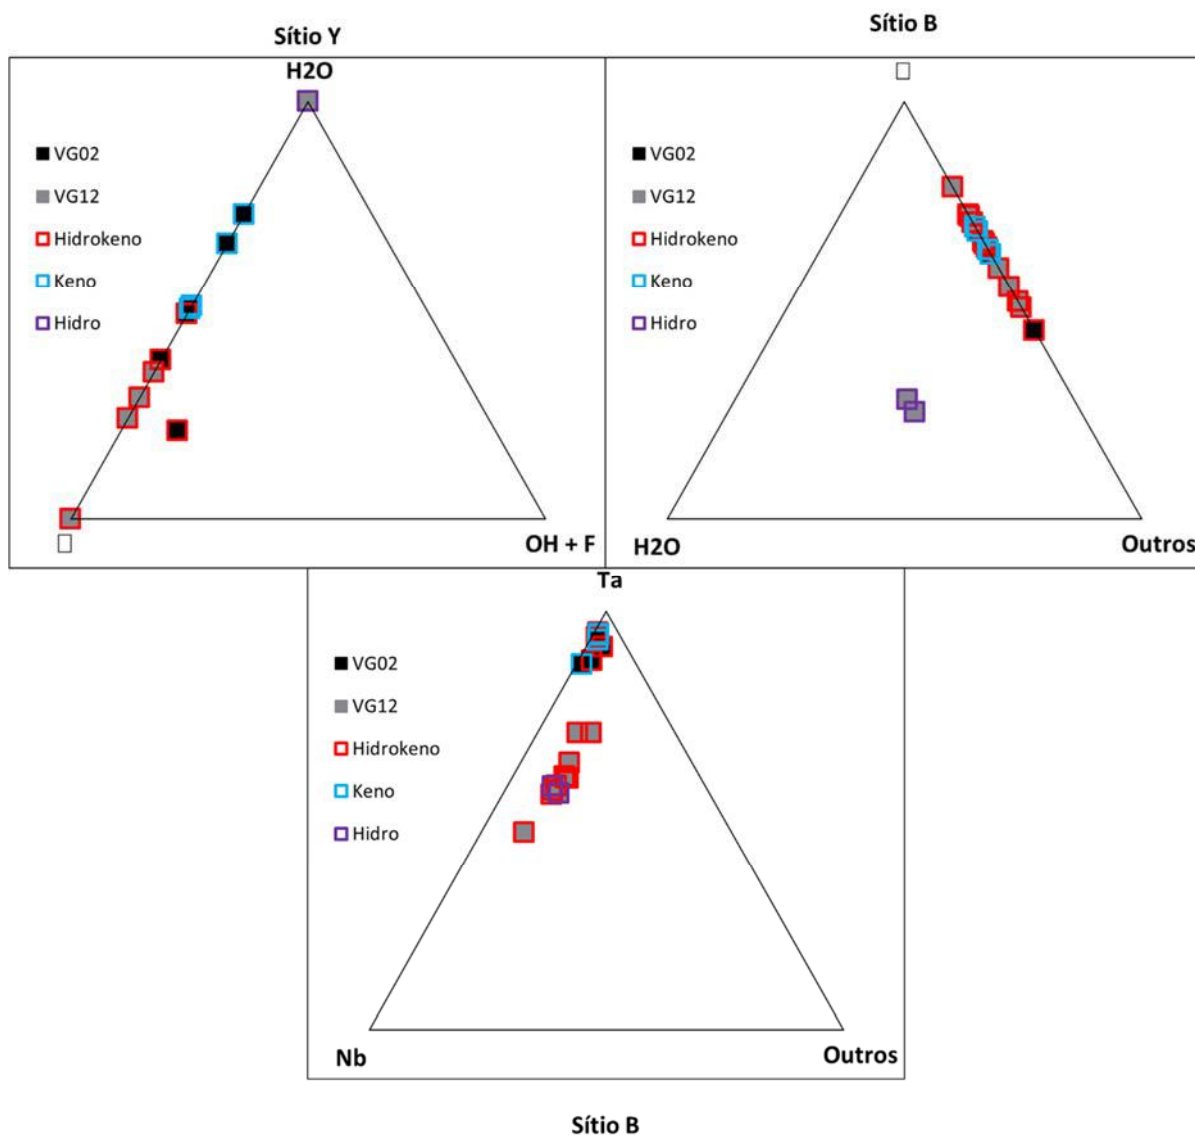 Sítio Y
Sítio B
H2O
□
VG02
VG12
Hidrokeno
Keno
Hidro
VG02
VG12
Hidrokeno
Keno
Hidro
□
OH + F
H2O
Outros
Ta
VG02
VG12
Hidrokeno
Keno
Hidro
Nb
Outros
Sítio B